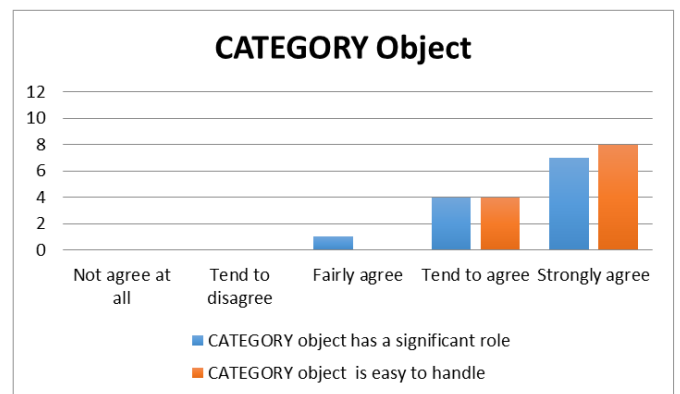 CATEGORY Object
12
10
8
6
4
2
0
Not agree at all
Tend to disagree
Fairly agree
Tend to agree
Strongly agree
CATEGORY object has a significant role
CATEGORY object is easy to handle